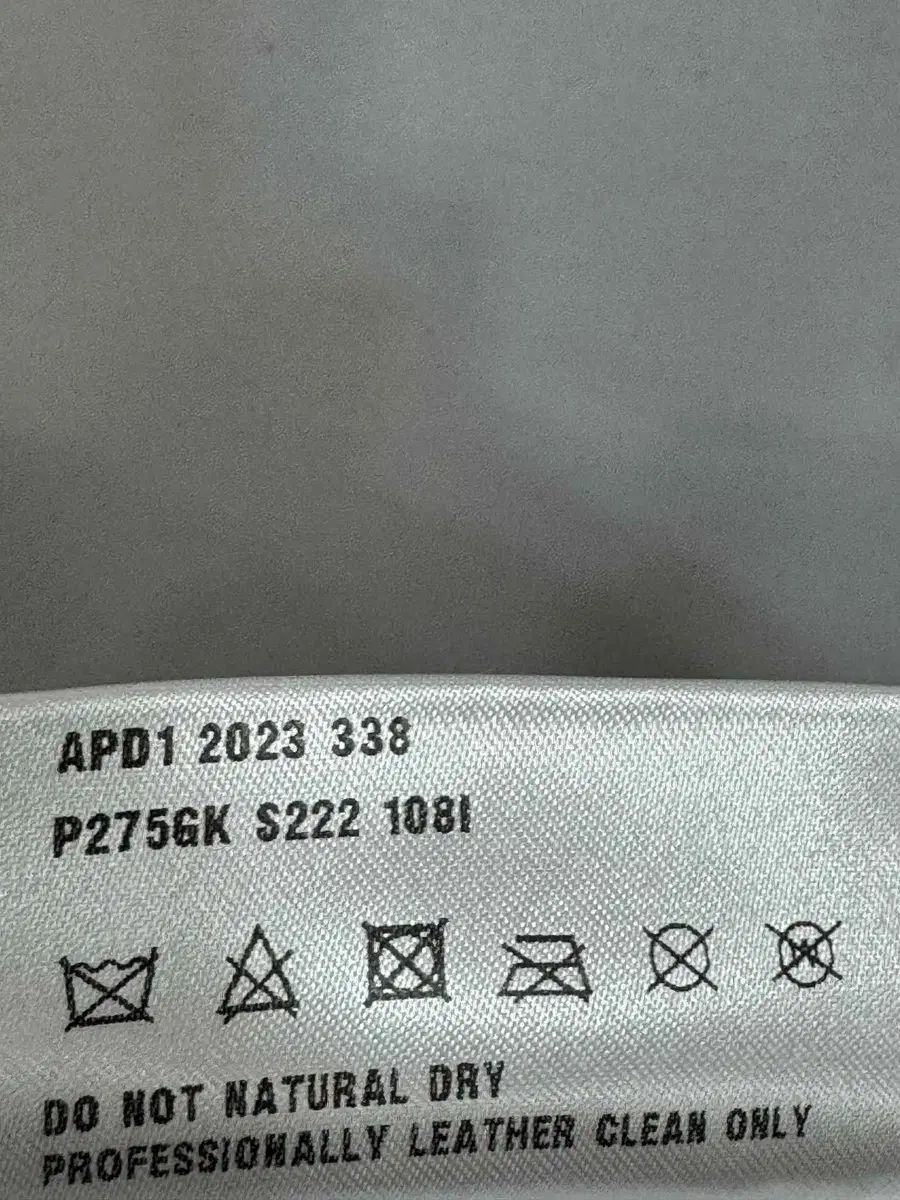 APD1 2023 338
P275GK S222 108I
DO NOT NATURAL DRY
PROFESSIONALLY LEATHER CLEAN ONLY